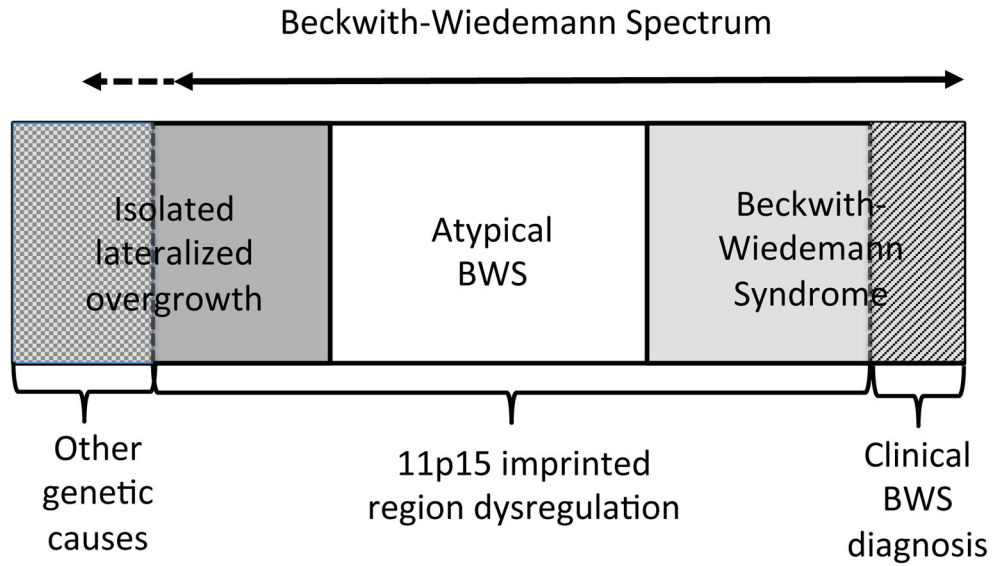 Beckwith-Wiedemann Spectrum
Isolated
lateralized
overgrowth
Atypical
BWS
Beckwith-
Wiedemann
Syndrome
Other
genetic
causes
11p15 imprinted
region dysregulation
Clinical
BWS
diagnosis